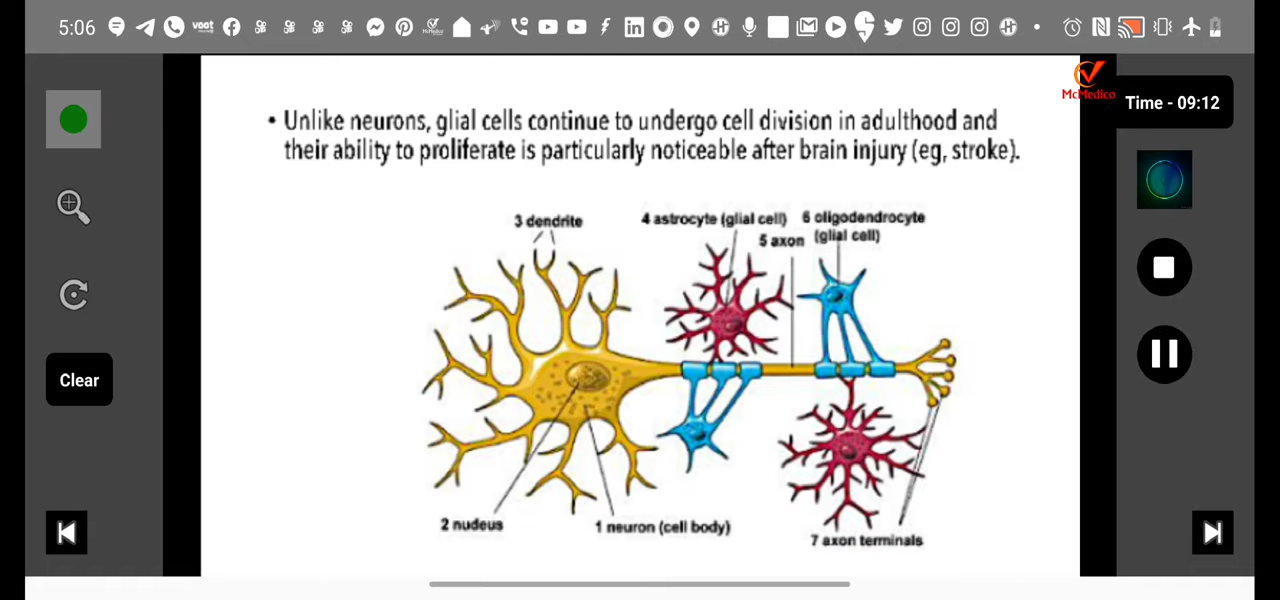 5:06
voot
McMedico
McMedico
Time - 09:12
• Unlike neurons, glial cells continue to undergo cell division in adulthood and
their ability to proliferate is particularly noticeable after brain injury (eg, stroke).
3 dendrite
4 astrocyte (glial cell)
6 oligodendrocyte
(glial cell)
5 axon
Clear
2 nudeus
1 neuron (cell body)
7 axon terminals